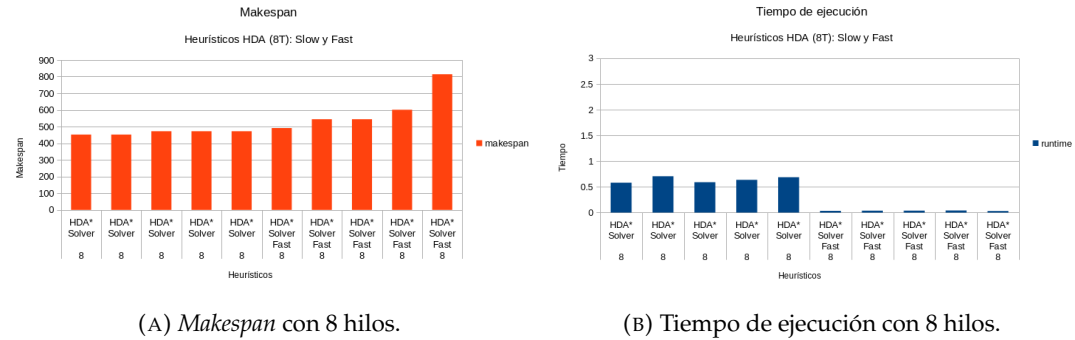 Makespan
Heurísticos HDA (8T): Slow y Fast
900
800
700
600
500
400
300
200
100
0
Makespan
HDA* HDA* HDA* HDA* HDA* HDA* HDA* HDA* HDA* HDA*
Solver Solver Solver Solver Solver Solver Solver Solver Solver Solver
Fast Fast Fast Fast Fast
8 8 8 8 8 8 8 8 8 8
Heurísticos
makespan
(A) Makespan con 8 hilos.
Tiempo de ejecución
Heurísticos HDA (8T): Slow y Fast
3
2.5
2
1.5
1
0.5
0
Tiempo
HDA* HDA* HDA* HDA* HDA* HDA* HDA* HDA* HDA* HDA*
Solver Solver Solver Solver Solver Solver Solver Solver Solver Solver
Fast Fast Fast Fast Fast
8 8 8 8 8 8 8 8 8 8
Heurísticos
runtime
(B) Tiempo de ejecución con 8 hilos.